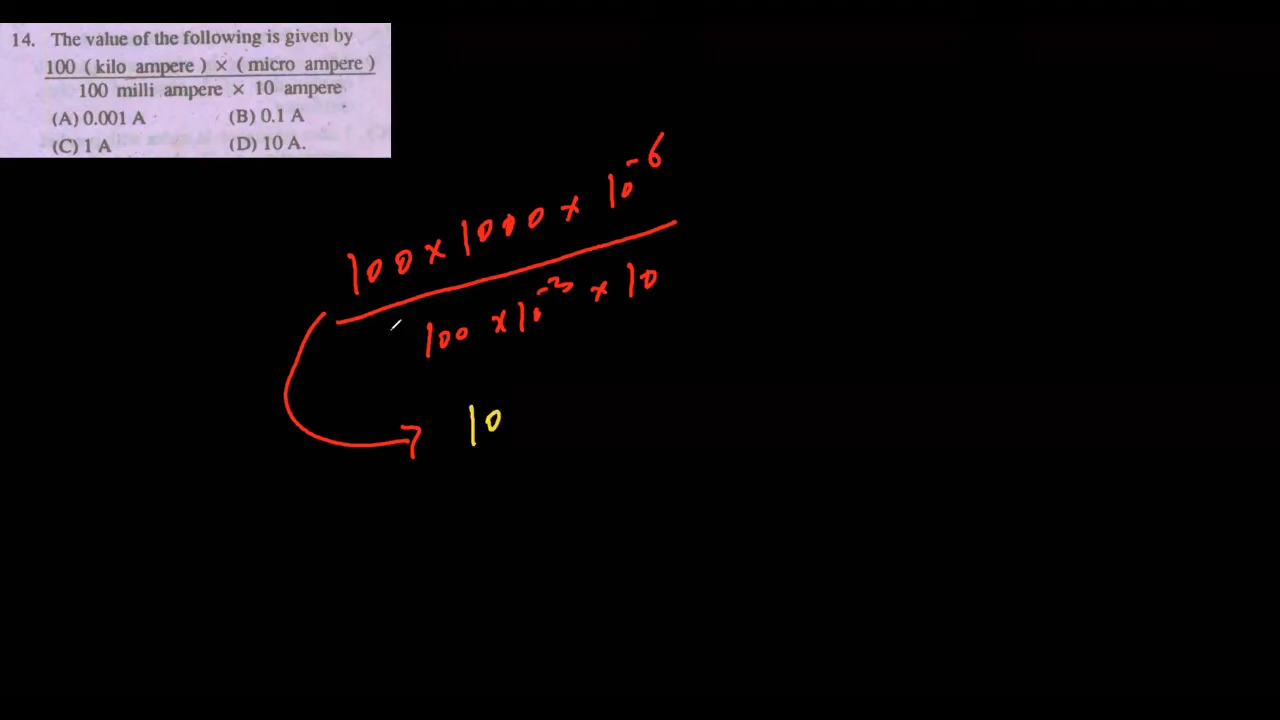 14. The value of the following is given by
100 ( kilo ampere ) × ( micro ampere )
100 milli ampere × 10 ampere
(A) 0.001 A (B) 0.1 A
(C) 1 A (D) 10 A.
100 × 1000 × 10⁻⁶
100 × 10⁻³ × 10
10